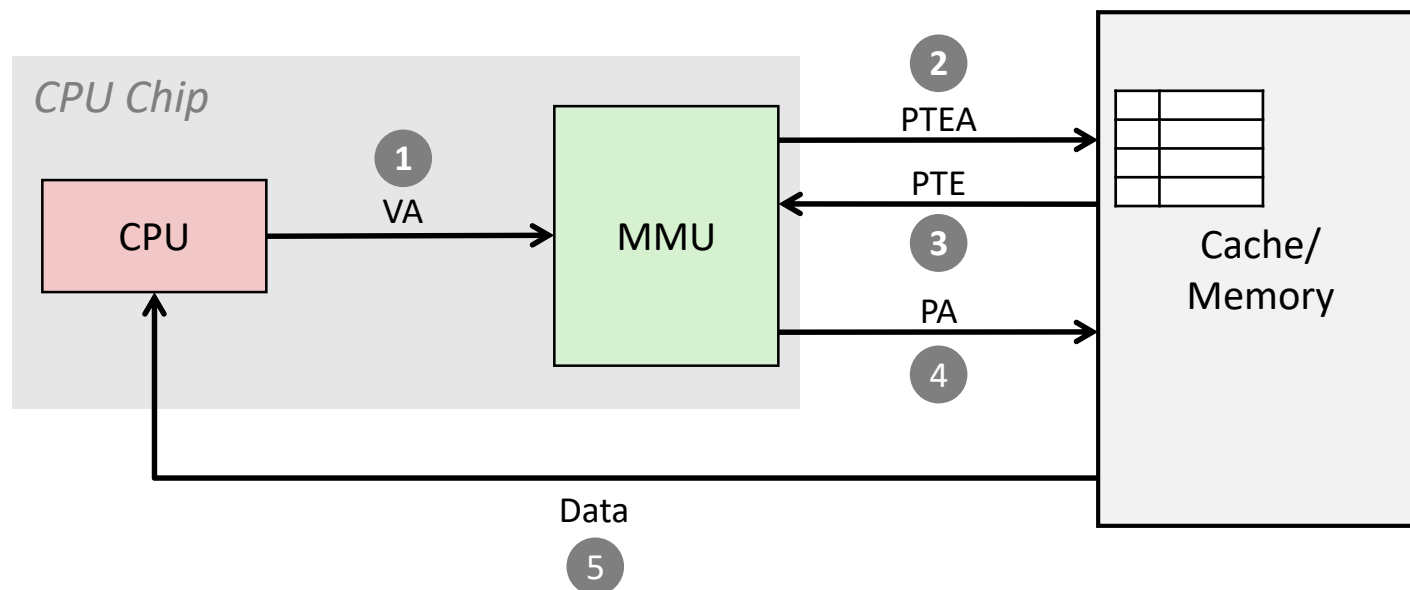 CPU Chip
CPU
1
VA
MMU
2
PTEA
PTE
3
PA
4
Cache/
Memory
Data
5